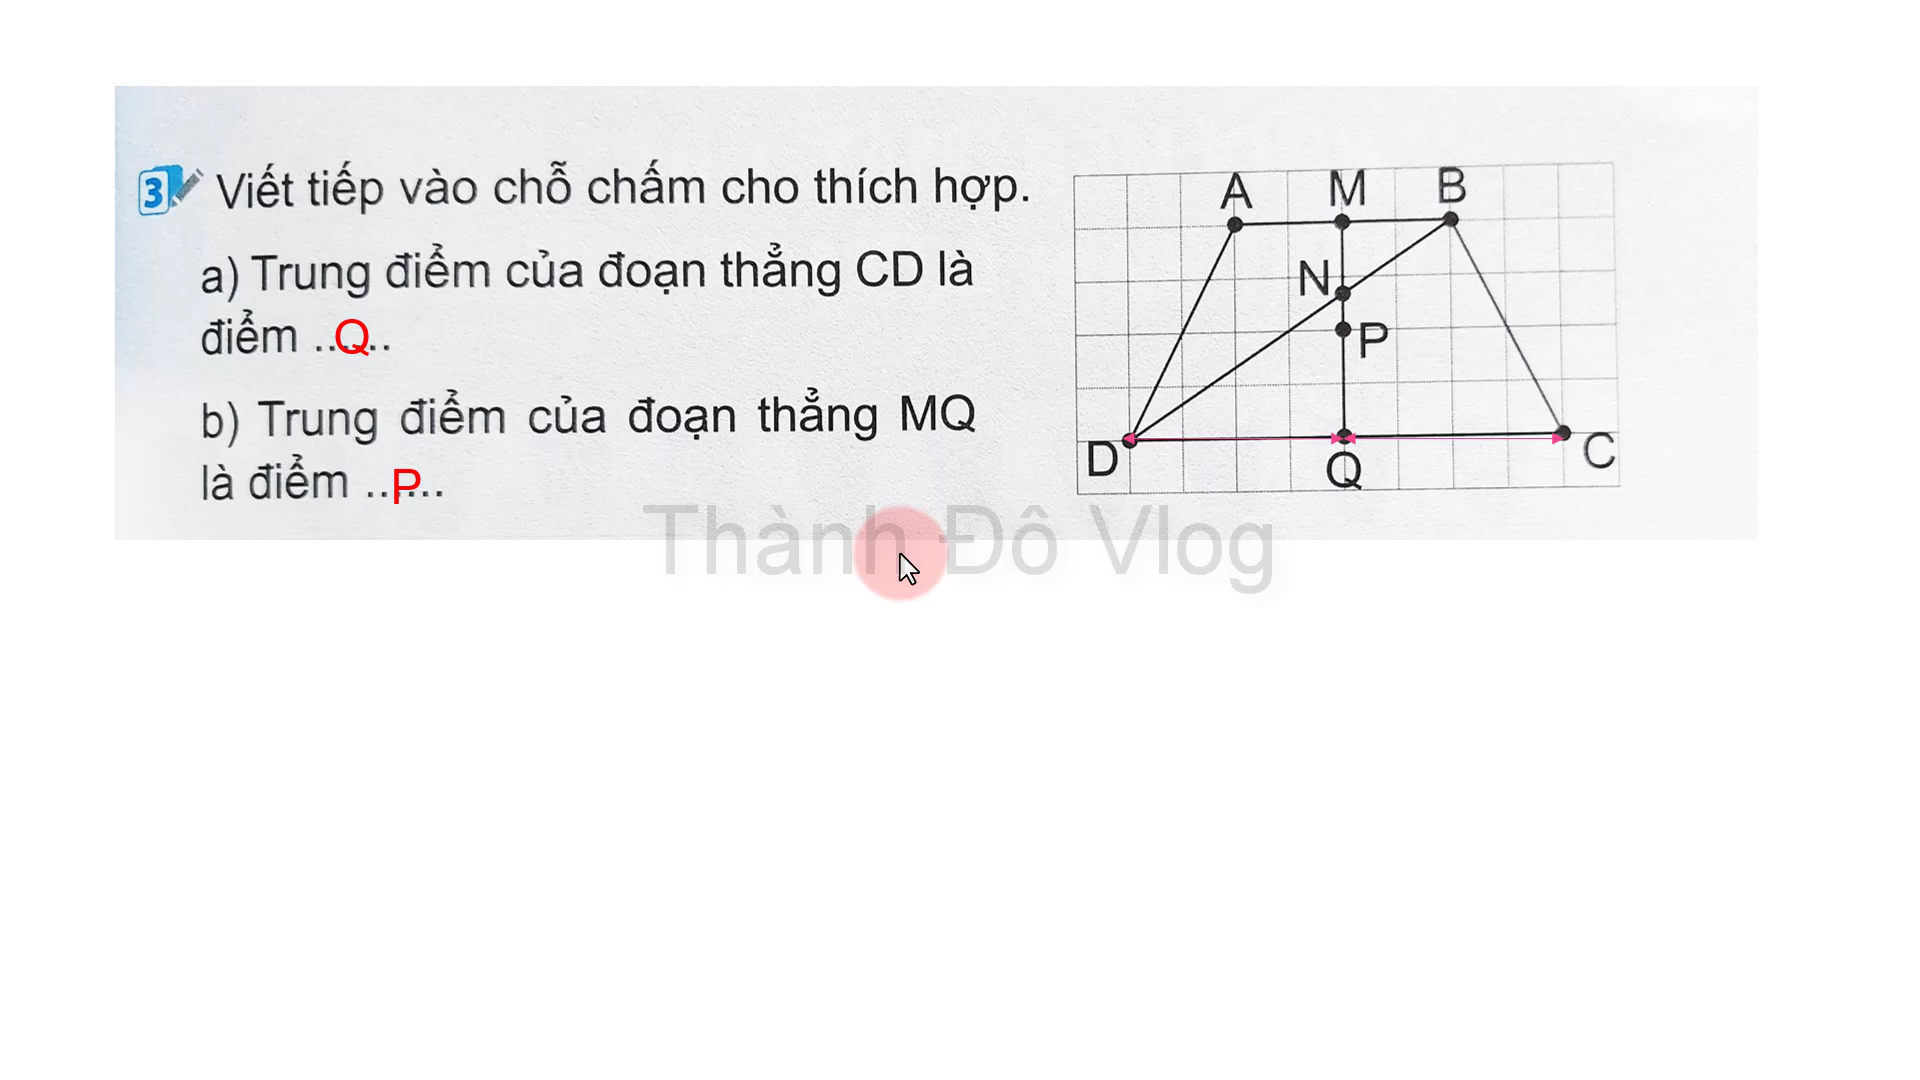 3 Viết tiếp vào chỗ chấm cho thích hợp.
a) Trung điểm của đoạn thẳng CD là
điểm ..Q..
b) Trung điểm của đoạn thẳng MQ
là điểm ..P...
A M B
N
P
D Q C
Thành Đô Vlog